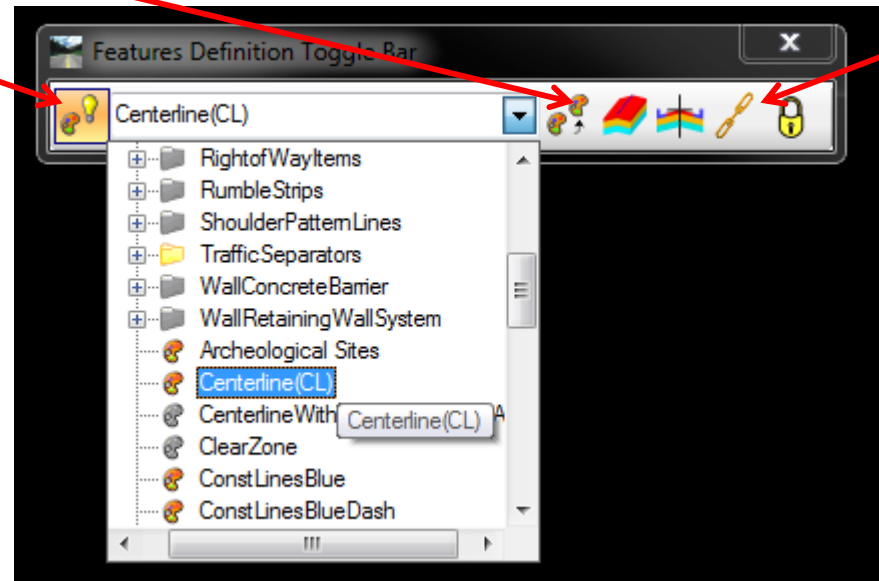 Features Definition Toggle Bar
Centerline(CL)
RightofWayItems
RumbleStrips
ShoulderPatternLines
TrafficSeparators
WallConcreteBarrier
WallRetainingWallSystem
Archeological Sites
Centerline(CL)
CenterlineWith
Centerline(CL)
A
ClearZone
ConstLinesBlue
ConstLinesBlueDash